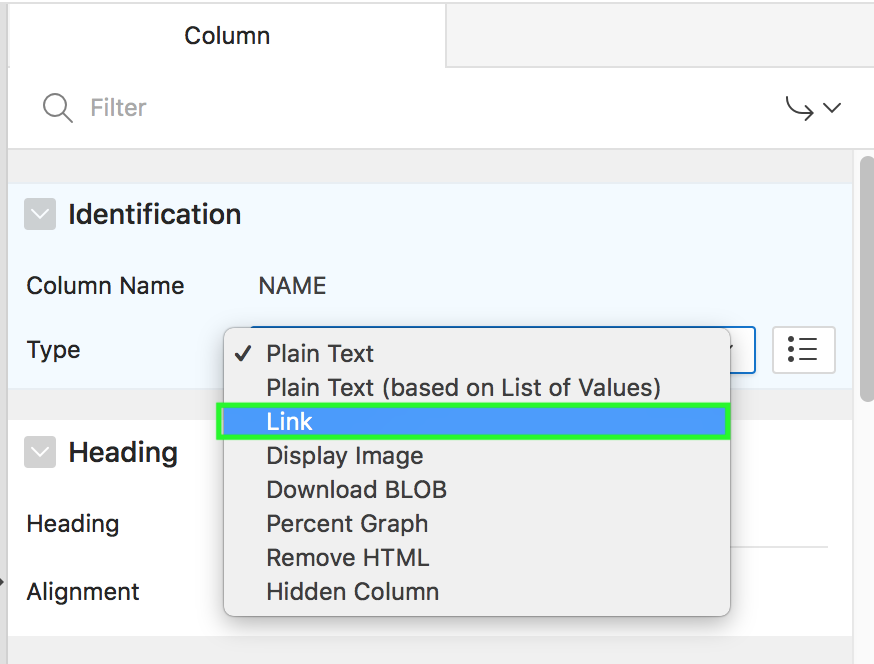 Column
Filter
Identification
Column Name NAME
Type
✓ Plain Text
Plain Text (based on List of Values)
Link
Display Image
Download BLOB
Percent Graph
Remove HTML
Hidden Column
Heading
Heading
Alignment